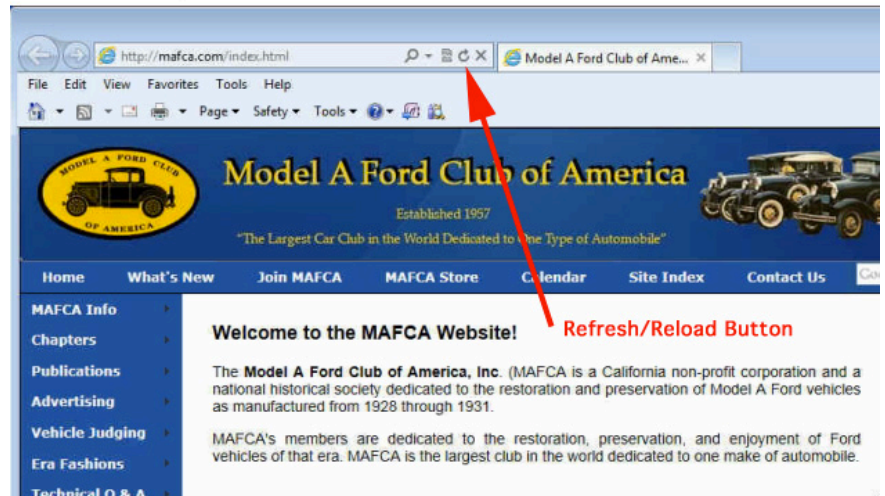 http://mafca.com/index.html
Model A Ford Club of Ame...
File Edit View Favorites Tools Help
Page Safety Tools
MODEL A FORD CLUB
OF AMERICA
Model A Ford Club of America
Established 1957
"The Largest Car Club in the World Dedicated to One Type of Automobile"
Home What's New Join MAFCA MAFCA Store Calendar Site Index Contact Us
MAFCA Info
Chapters
Publications
Advertising
Vehicle Judging
Era Fashions
Technical Q & A
Welcome to the MAFCA Website!
Refresh/Reload Button
The Model A Ford Club of America, Inc. (MAFCA is a California non-profit corporation and a
national historical society dedicated to the restoration and preservation of Model A Ford vehicles
as manufactured from 1928 through 1931.
MAFCA's members are dedicated to the restoration, preservation, and enjoyment of Ford
vehicles of that era. MAFCA is the largest club in the world dedicated to one make of automobile.